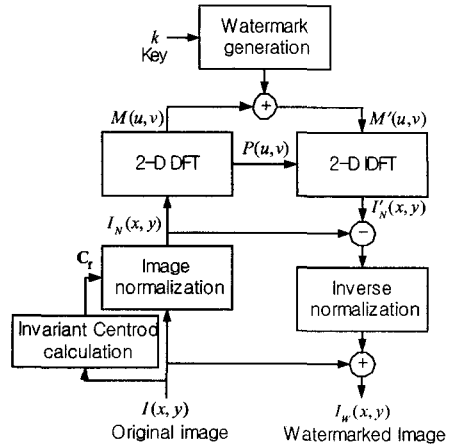 Watermark
generation
k
Key
+
M(u,v)
M′(u,v)
2-D DFT
P(u,v)
2-D IDFT
I_N(x, y)
I′_N(x, y)
−
C_r
Image
normalization
Inverse
normalization
Invariant Centrod
calculation
+
I(x, y)
Original image
I_w(x, y)
Watermarked Image